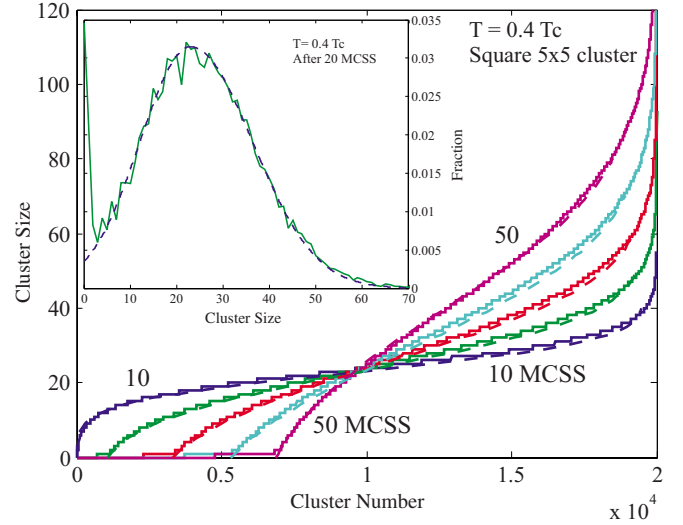 120
100
80
60
40
20
0
Cluster Size
0
0.5
1
1.5
2
x 10⁴
Cluster Number
T = 0.4 Tc
Square 5x5 cluster
50
10
10 MCSS
50 MCSS
T= 0.4 Tc
After 20 MCSS
0.035
0.03
0.025
0.02
0.015
0.01
0.005
0
Fraction
0
10
20
30
40
50
60
70
Cluster Size